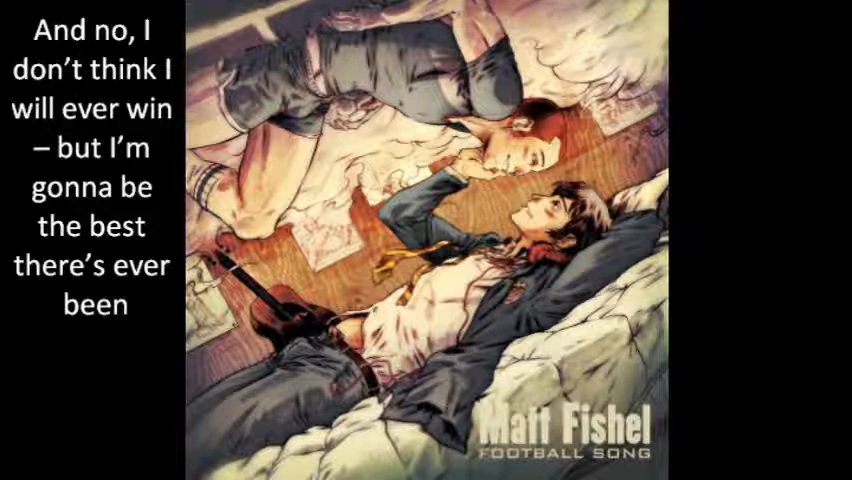 And no, I
don’t think I
will ever win
– but I’m
gonna be
the best
there’s ever
been
Matt Fishel
FOOTBALL SONG